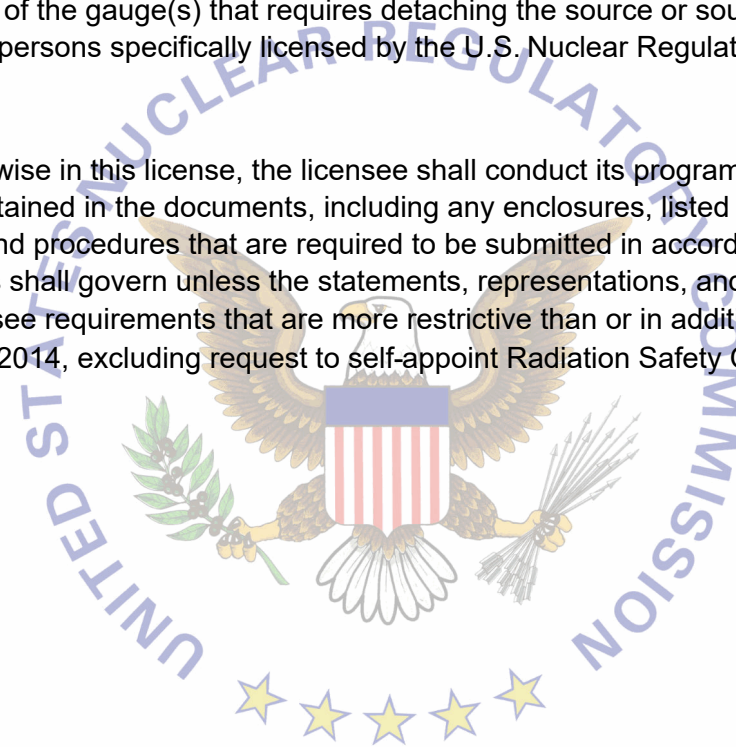 of the gauge(s) that requires detaching the source or sou
persons specifically licensed by the U.S. Nuclear Regulat
wise in this license, the licensee shall conduct its program
tained in the documents, including any enclosures, listed
nd procedures that are required to be submitted in accord
s shall govern unless the statements, representations, and
see requirements that are more restrictive than or in addit
2014, excluding request to self-appoint Radiation Safety O
UNITED STATES NUCLEAR REGULATORY COMMISSION